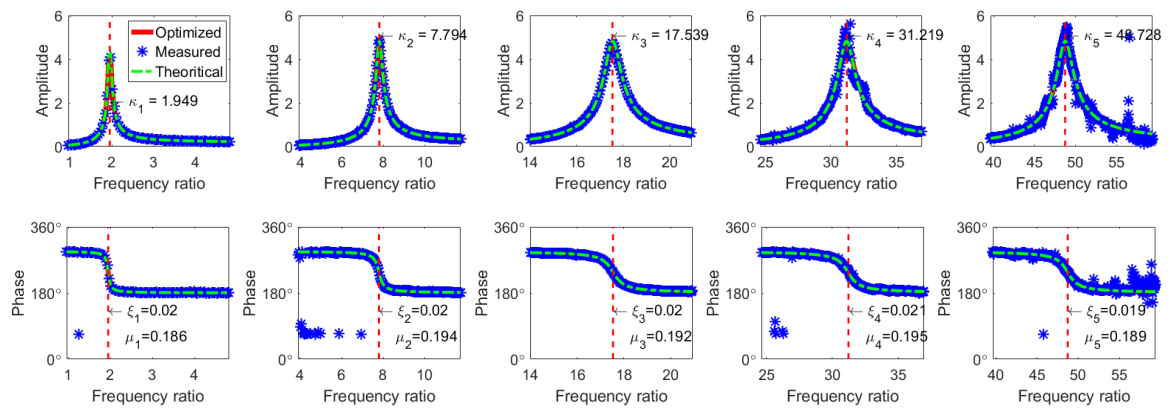 6
4
2
0
Amplitude
1
2
3
4
Frequency ratio
Optimized
Measured
Theoritical
κ1 = 1.949
6
4
2
0
Amplitude
4
6
8
10
Frequency ratio
κ2 = 7.794
6
4
2
0
Amplitude
14
16
18
20
Frequency ratio
κ3 = 17.539
6
4
2
0
Amplitude
25
30
35
Frequency ratio
κ4 = 31.219
6
4
2
0
Amplitude
40
45
50
55
Frequency ratio
κ5 = 48.728
360°
180°
0°
Phase
1
2
3
4
Frequency ratio
ξ1=0.02
μ1=0.186
360°
180°
0°
Phase
4
6
8
10
Frequency ratio
ξ2=0.02
μ2=0.194
360°
180°
0°
Phase
14
16
18
20
Frequency ratio
ξ3=0.02
μ3=0.192
360°
180°
0°
Phase
25
30
35
Frequency ratio
ξ4=0.021
μ4=0.195
360°
180°
0°
Phase
40
45
50
55
Frequency ratio
ξ5=0.019
μ5=0.189